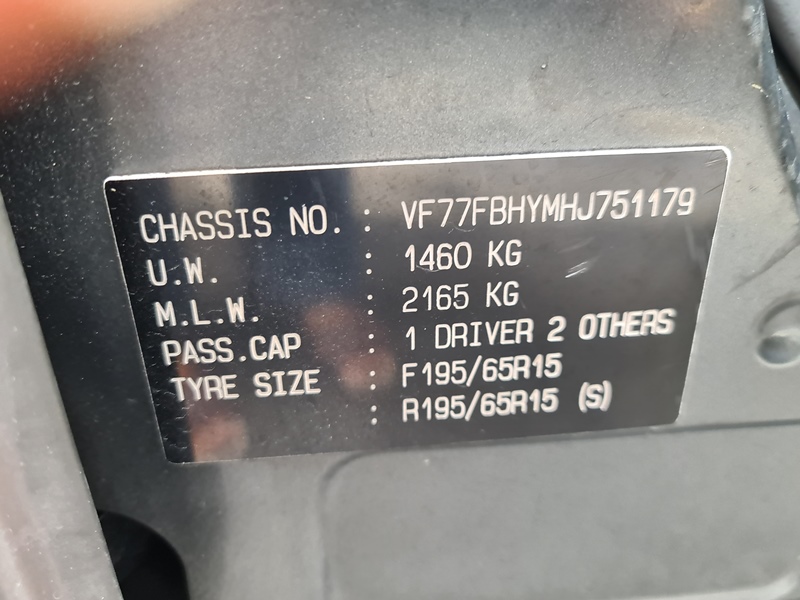 CHASSIS NO. : VF77FBHYMHJ751179
U.W. : 1460 KG
M.L.W. : 2165 KG
PASS.CAP : 1 DRIVER 2 OTHERS
TYRE SIZE : F195/65R15
: R195/65R15 (S)